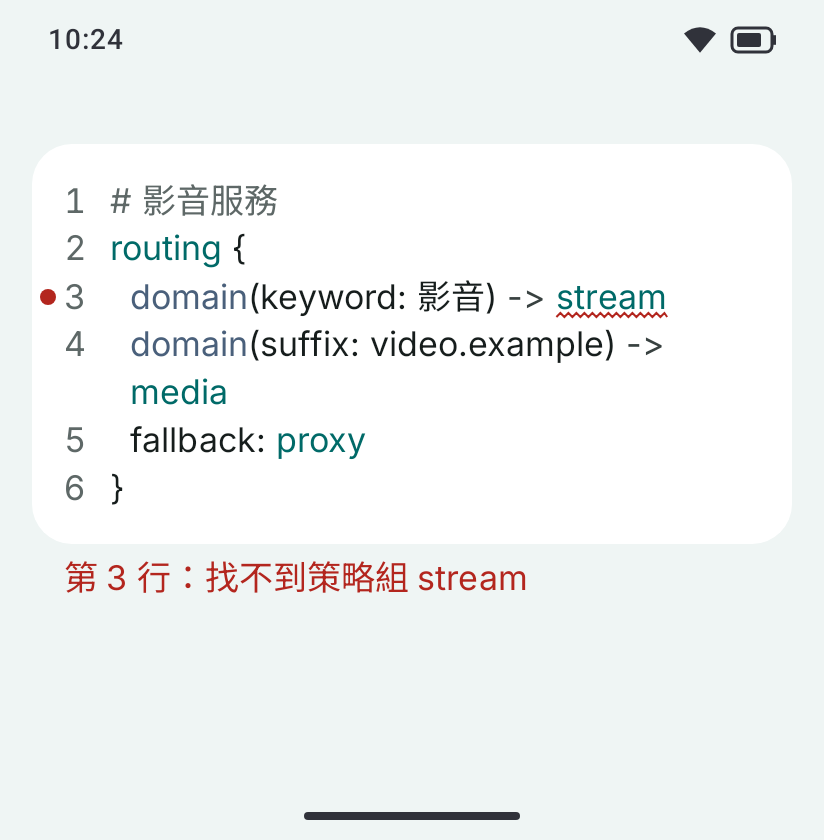 10:24
1 # 影音服務
2 routing {
3 domain(keyword: 影音) -> stream
4 domain(suffix: video.example) ->
media
5 fallback: proxy
6 }
第 3 行：找不到策略組 stream